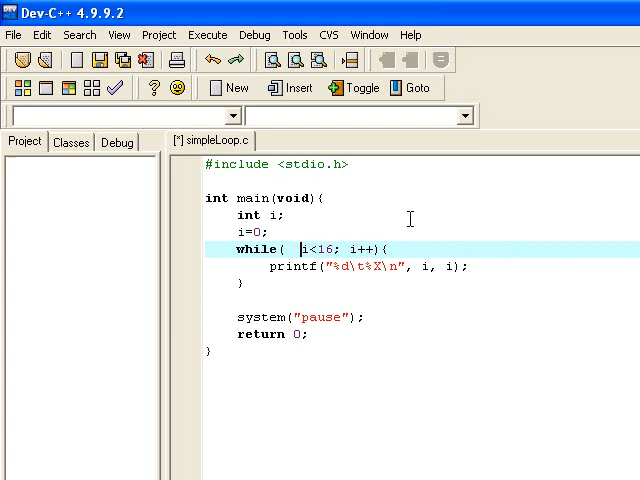 Dev-C++ 4.9.9.2
File Edit Search View Project Execute Debug Tools CVS Window Help
New Insert Toggle Goto
Project Classes Debug
[*] simpleLoop.c
#include <stdio.h>
int main(void){
int i;
i=0;
while(  i<16; i++){
printf("%d\t%X\n", i, i);
}
system("pause");
return 0;
}